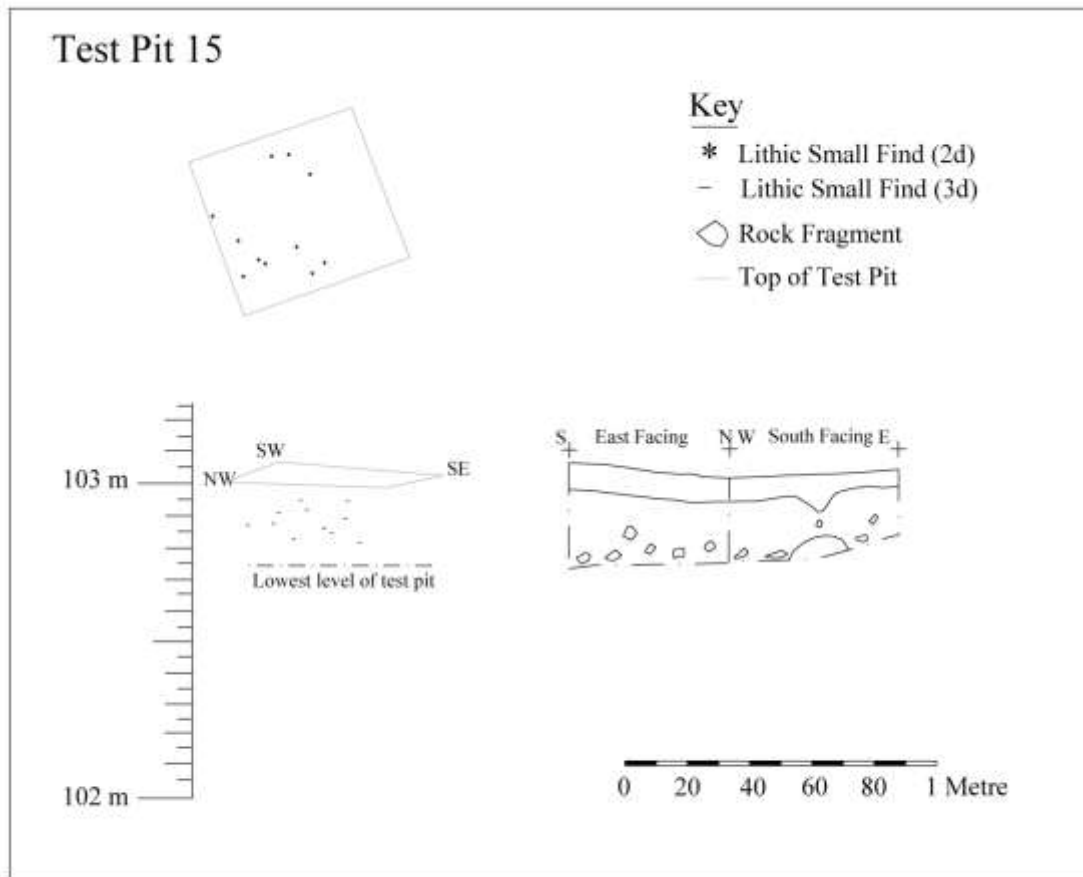 Test Pit 15
Key
* Lithic Small Find (2d)
- Lithic Small Find (3d)
Rock Fragment
Top of Test Pit
SW
NW
SE
103 m
Lowest level of test pit
102 m
S East Facing N W South Facing E
0 20 40 60 80 1 Metre